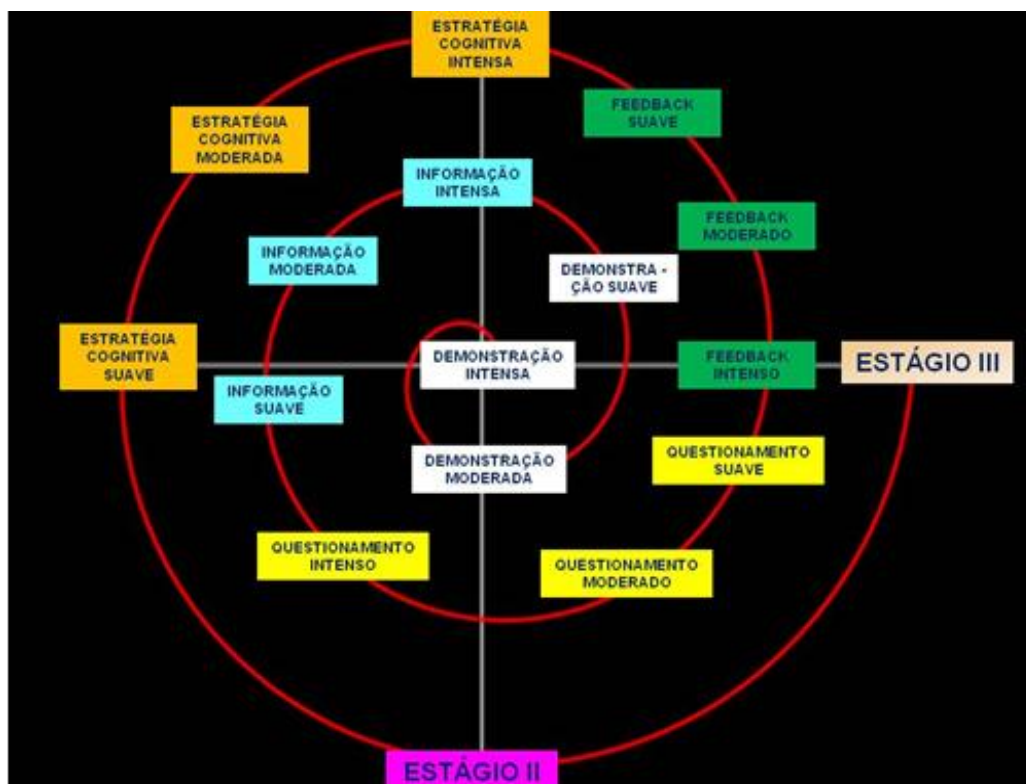 ESTRATÉGIA
COGNITIVA
INTENSA
FEEDBACK
SUAVE
ESTRATÉGIA
COGNITIVA
MODERADA
INFORMAÇÃO
INTENSA
FEEDBACK
MODERADO
INFORMAÇÃO
MODERADA
DEMONSTRA -
ÇÃO SUAVE
ESTRATÉGIA
COGNITIVA
SUAVE
DEMONSTRAÇÃO
INTENSA
FEEDBACK
INTENSO
ESTÁGIO III
INFORMAÇÃO
SUAVE
QUESTIONAMENTO
SUAVE
DEMONSTRAÇÃO
MODERADA
QUESTIONAMENTO
INTENSO
QUESTIONAMENTO
MODERADO
ESTÁGIO II